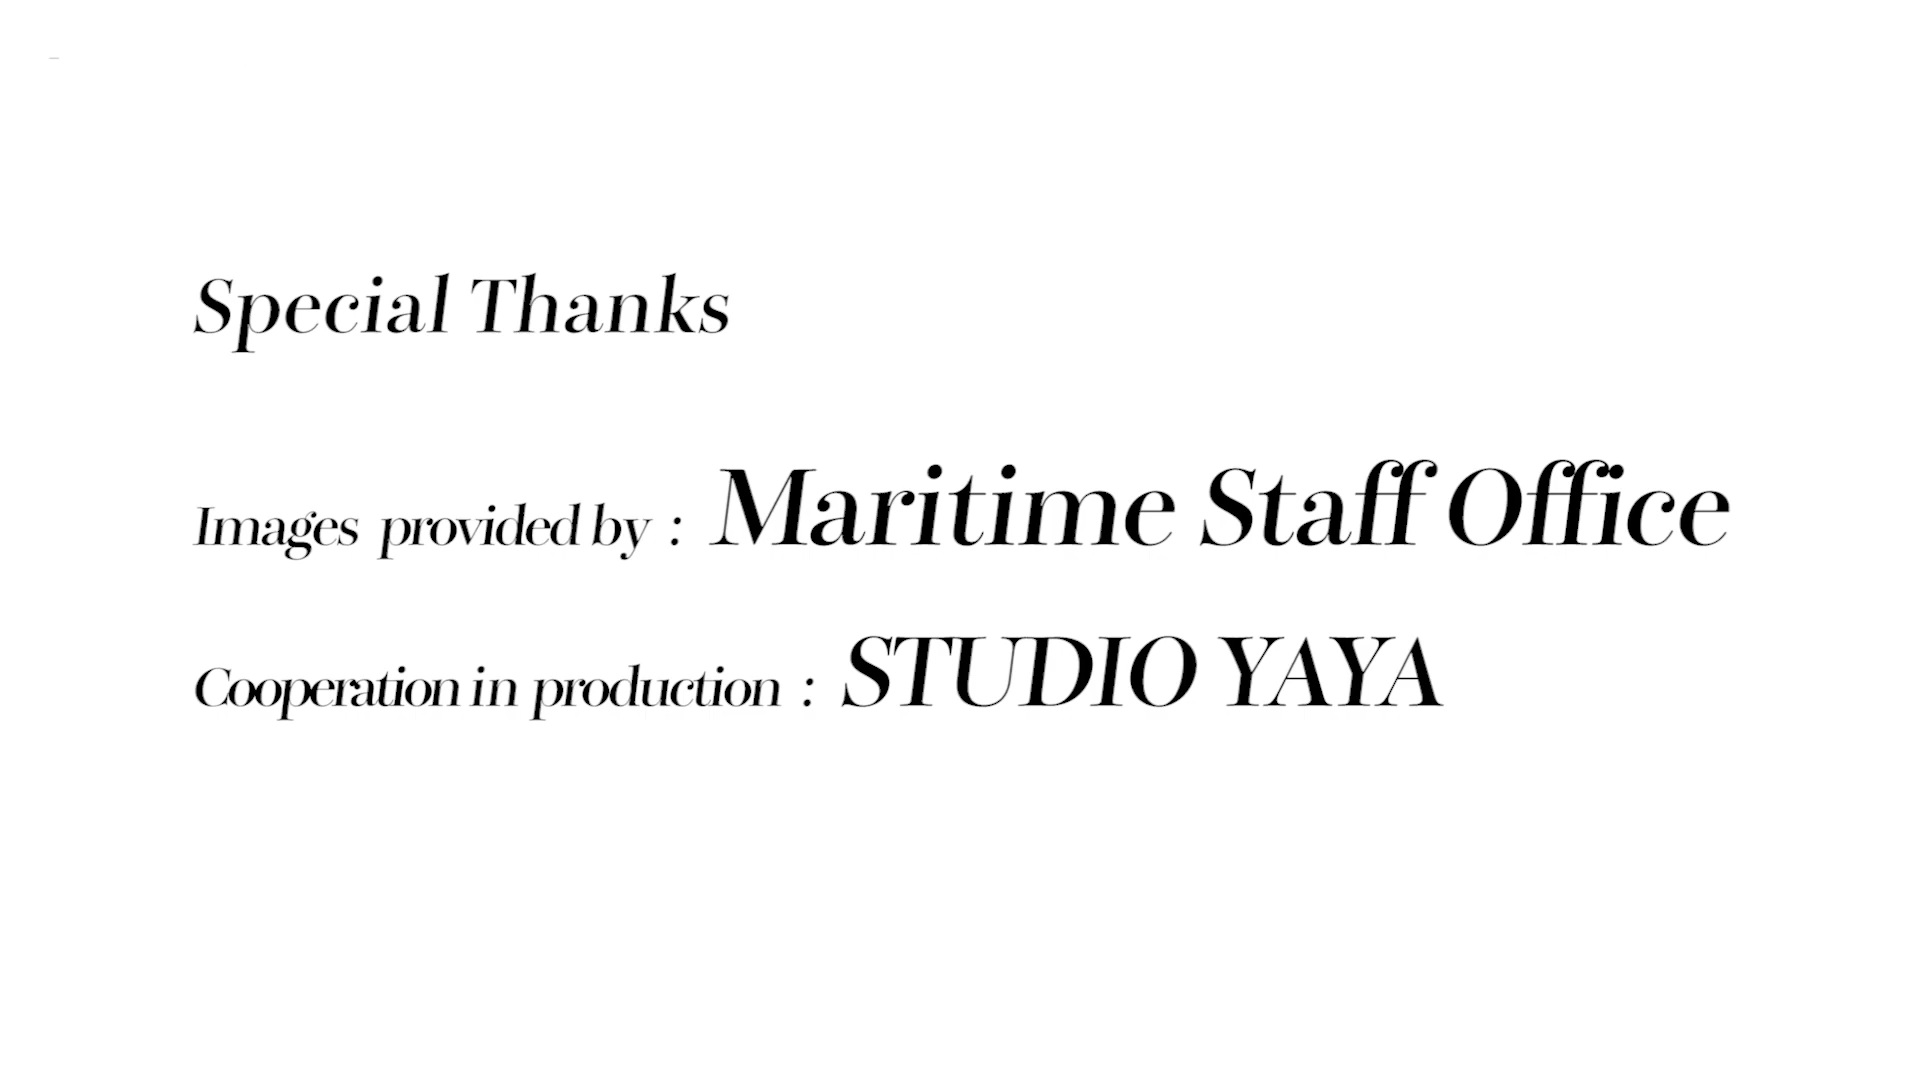 Special Thanks
Images provided by : Maritime Staff Office
Cooperation in production : STUDIO YAYA